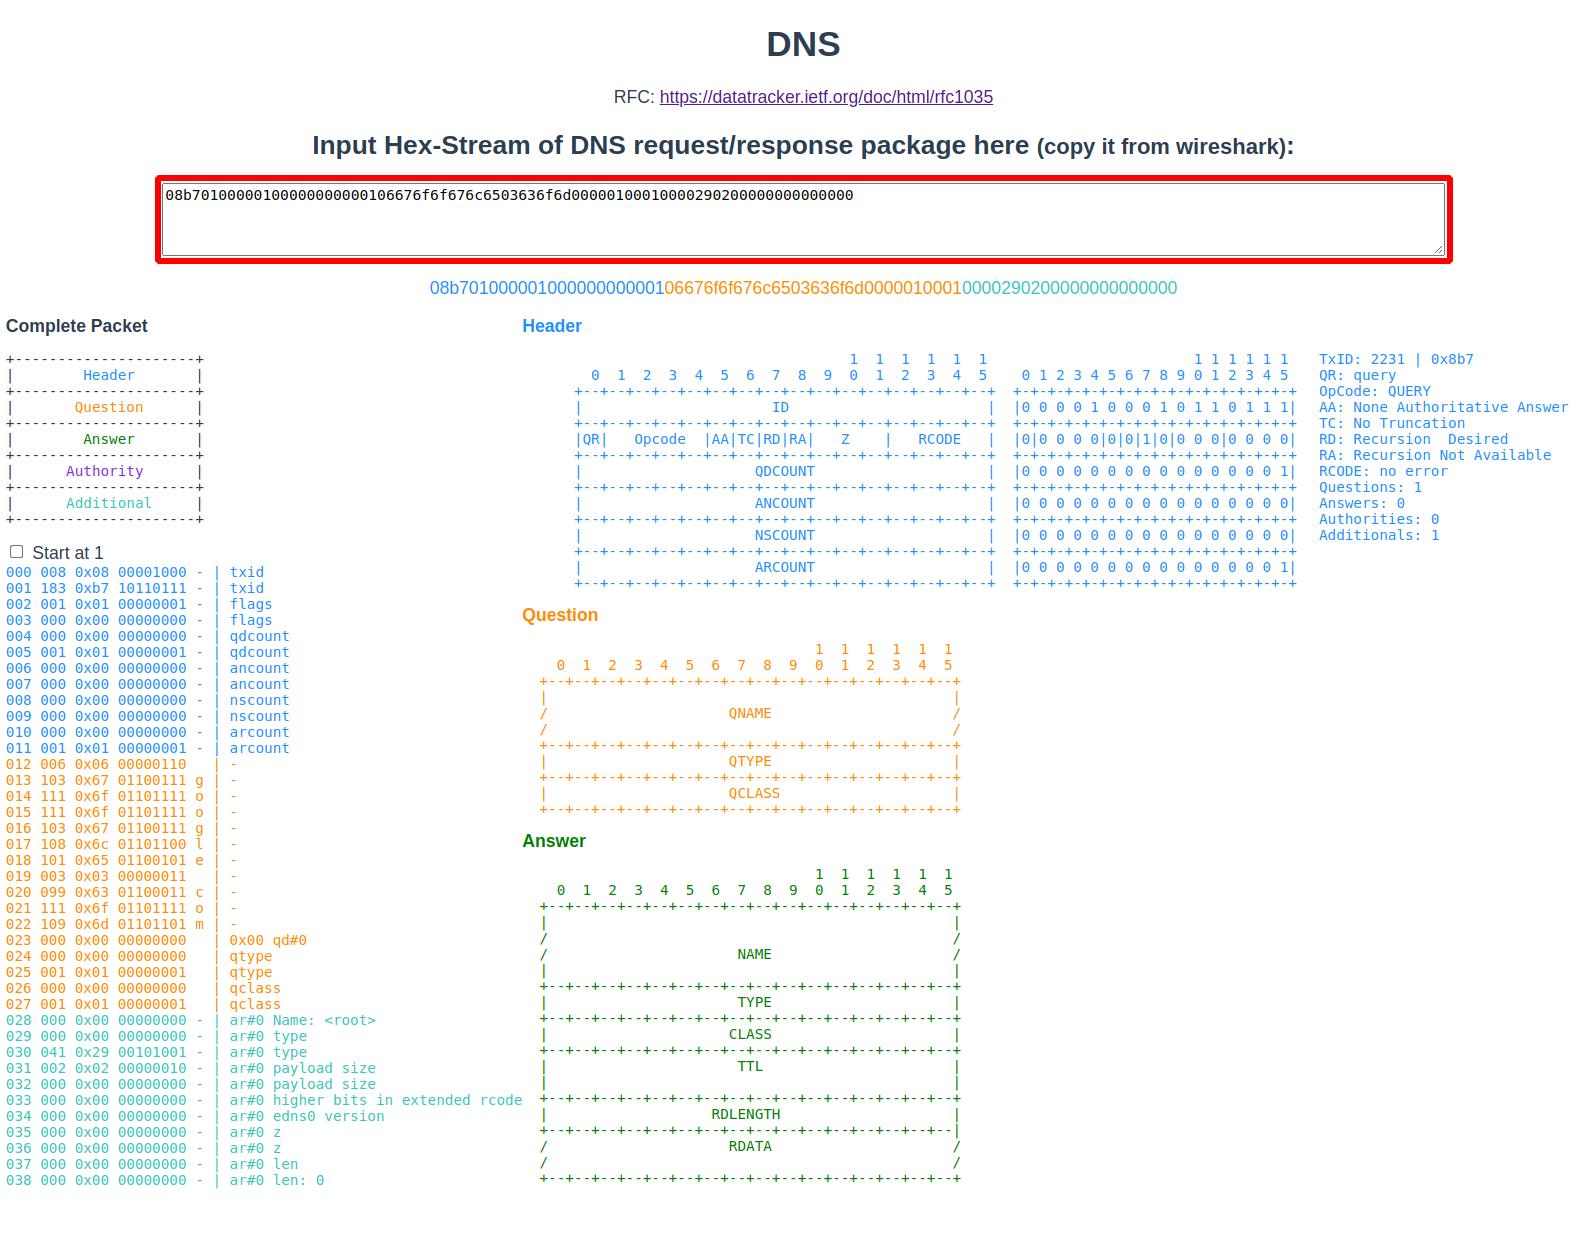 DNS
RFC: https://datatracker.ietf.org/doc/html/rfc1035
Input Hex-Stream of DNS request/response package here (copy it from wireshark):
08b70100000100000000000106676f6f676c6503636f6d00000100010000290200000000000000
08b70100000100000000000106676f6f676c6503636f6d00000100010000290200000000000000
Complete Packet
+---------------------+
|        Header       |
+---------------------+
|       Question      |
+---------------------+
|        Answer       |
+---------------------+
|      Authority      |
+---------------------+
|      Additional     |
+---------------------+
Start at 1
000 008 0x08 00001000 - | txid
001 183 0xb7 10110111 - | txid
002 001 0x01 00000001 - | flags
003 000 0x00 00000000 - | flags
004 000 0x00 00000000 - | qdcount
005 001 0x01 00000001 - | qdcount
006 000 0x00 00000000 - | ancount
007 000 0x00 00000000 - | ancount
008 000 0x00 00000000 - | nscount
009 000 0x00 00000000 - | nscount
010 000 0x00 00000000 - | arcount
011 001 0x01 00000001 - | arcount
012 006 0x06 00000110   | -
013 103 0x67 01100111 g | -
014 111 0x6f 01101111 o | -
015 111 0x6f 01101111 o | -
016 103 0x67 01100111 g | -
017 108 0x6c 01101100 l | -
018 101 0x65 01100101 e | -
019 003 0x03 00000011   | -
020 099 0x63 01100011 c | -
021 111 0x6f 01101111 o | -
022 109 0x6d 01101101 m | -
023 000 0x00 00000000   | 0x00 qd#0
024 000 0x00 00000000   | qtype
025 001 0x01 00000001   | qtype
026 000 0x00 00000000   | qclass
027 001 0x01 00000001   | qclass
028 000 0x00 00000000 - | ar#0 Name: <root>
029 000 0x00 00000000 - | ar#0 type
030 041 0x29 00101001 - | ar#0 type
031 002 0x02 00000010 - | ar#0 payload size
032 000 0x00 00000000 - | ar#0 payload size
033 000 0x00 00000000 - | ar#0 higher bits in extended rcode
034 000 0x00 00000000 - | ar#0 edns0 version
035 000 0x00 00000000 - | ar#0 z
036 000 0x00 00000000 - | ar#0 z
037 000 0x00 00000000 - | ar#0 len
038 000 0x00 00000000 - | ar#0 len: 0
Header
                                1  1  1  1  1  1
  0  1  2  3  4  5  6  7  8  9  0  1  2  3  4  5
+--+--+--+--+--+--+--+--+--+--+--+--+--+--+--+--+
|                      ID                       |
+--+--+--+--+--+--+--+--+--+--+--+--+--+--+--+--+
|QR|   Opcode  |AA|TC|RD|RA|   Z    |   RCODE   |
+--+--+--+--+--+--+--+--+--+--+--+--+--+--+--+--+
|                    QDCOUNT                    |
+--+--+--+--+--+--+--+--+--+--+--+--+--+--+--+--+
|                    ANCOUNT                    |
+--+--+--+--+--+--+--+--+--+--+--+--+--+--+--+--+
|                    NSCOUNT                    |
+--+--+--+--+--+--+--+--+--+--+--+--+--+--+--+--+
|                    ARCOUNT                    |
+--+--+--+--+--+--+--+--+--+--+--+--+--+--+--+--+
                     1 1 1 1 1 1
 0 1 2 3 4 5 6 7 8 9 0 1 2 3 4 5
+-+-+-+-+-+-+-+-+-+-+-+-+-+-+-+-+
|0 0 0 0 1 0 0 0 1 0 1 1 0 1 1 1|
+-+-+-+-+-+-+-+-+-+-+-+-+-+-+-+-+
|0|0 0 0 0|0|0|1|0|0 0 0|0 0 0 0|
+-+-+-+-+-+-+-+-+-+-+-+-+-+-+-+-+
|0 0 0 0 0 0 0 0 0 0 0 0 0 0 0 1|
+-+-+-+-+-+-+-+-+-+-+-+-+-+-+-+-+
|0 0 0 0 0 0 0 0 0 0 0 0 0 0 0 0|
+-+-+-+-+-+-+-+-+-+-+-+-+-+-+-+-+
|0 0 0 0 0 0 0 0 0 0 0 0 0 0 0 0|
+-+-+-+-+-+-+-+-+-+-+-+-+-+-+-+-+
|0 0 0 0 0 0 0 0 0 0 0 0 0 0 0 1|
+-+-+-+-+-+-+-+-+-+-+-+-+-+-+-+-+
TxID: 2231 | 0x8b7
QR: query
OpCode: QUERY
AA: None Authoritative Answer
TC: No Truncation
RD: Recursion  Desired
RA: Recursion Not Available
RCODE: no error
Questions: 1
Answers: 0
Authorities: 0
Additionals: 1
Question
                                1  1  1  1  1  1
  0  1  2  3  4  5  6  7  8  9  0  1  2  3  4  5
+--+--+--+--+--+--+--+--+--+--+--+--+--+--+--+--+
|                                               |
/                     QNAME                     /
/                                               /
+--+--+--+--+--+--+--+--+--+--+--+--+--+--+--+--+
|                     QTYPE                     |
+--+--+--+--+--+--+--+--+--+--+--+--+--+--+--+--+
|                     QCLASS                    |
+--+--+--+--+--+--+--+--+--+--+--+--+--+--+--+--+
Answer
                                1  1  1  1  1  1
  0  1  2  3  4  5  6  7  8  9  0  1  2  3  4  5
+--+--+--+--+--+--+--+--+--+--+--+--+--+--+--+--+
|                                               |
/                                               /
/                      NAME                     /
|                                               |
+--+--+--+--+--+--+--+--+--+--+--+--+--+--+--+--+
|                      TYPE                     |
+--+--+--+--+--+--+--+--+--+--+--+--+--+--+--+--+
|                     CLASS                     |
+--+--+--+--+--+--+--+--+--+--+--+--+--+--+--+--+
|                      TTL                      |
|                                               |
+--+--+--+--+--+--+--+--+--+--+--+--+--+--+--+--+
|                   RDLENGTH                    |
+--+--+--+--+--+--+--+--+--+--+--+--+--+--+--+--|
/                     RDATA                     /
/                                               /
+--+--+--+--+--+--+--+--+--+--+--+--+--+--+--+--+